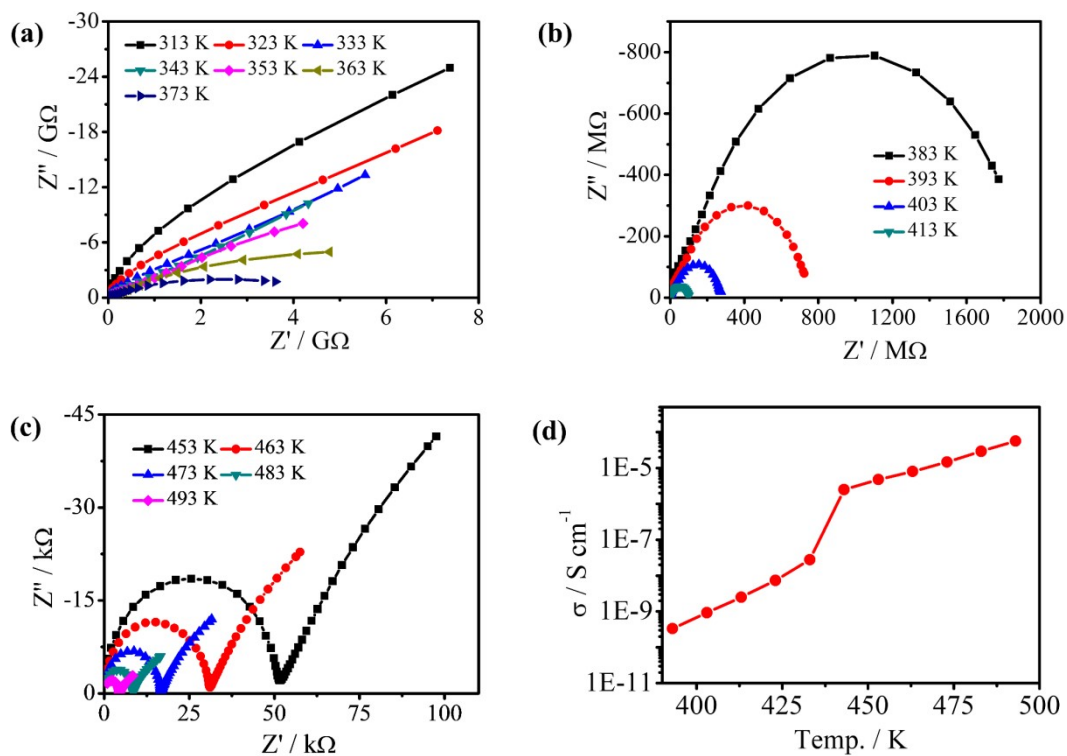 (a)
-30
-24
-18
-12
-6
0
Z'' / GΩ
313 K 323 K 333 K
343 K 353 K 363 K
373 K
0 2 4 6 8
Z' / GΩ
(b)
-800
-600
-400
-200
0
Z'' / MΩ
383 K
393 K
403 K
413 K
0 400 800 1200 1600 2000
Z' / MΩ
(c)
-45
-30
-15
0
Z'' / kΩ
453 K 463 K
473 K 483 K
493 K
0 25 50 75 100
Z' / kΩ
(d)
1E-5
1E-7
1E-9
1E-11
σ / S cm⁻¹
400 425 450 475 500
Temp. / K